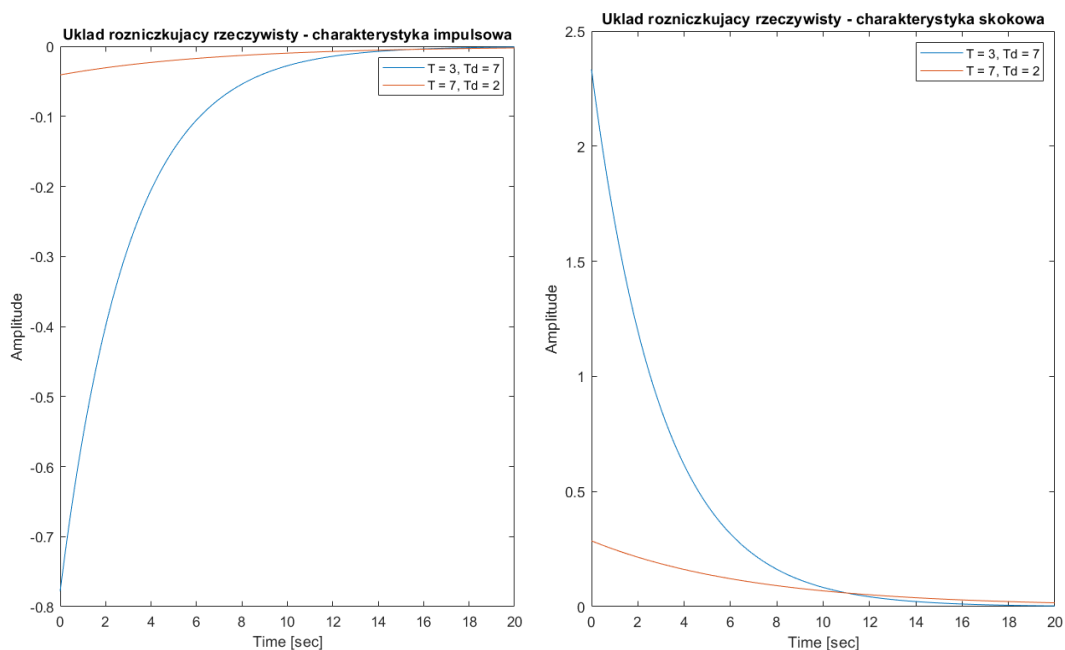 Uklad rozniczkujacy rzeczywisty - charakterystyka impulsowa
0
-0.1
-0.2
-0.3
-0.4
-0.5
-0.6
-0.7
-0.8
Amplitude
T = 3, Td = 7
T = 7, Td = 2
0 2 4 6 8 10 12 14 16 18 20
Time [sec]
Uklad rozniczkujacy rzeczywisty - charakterystyka skokowa
2.5
2
1.5
1
0.5
0
Amplitude
T = 3, Td = 7
T = 7, Td = 2
0 2 4 6 8 10 12 14 16 18 20
Time [sec]